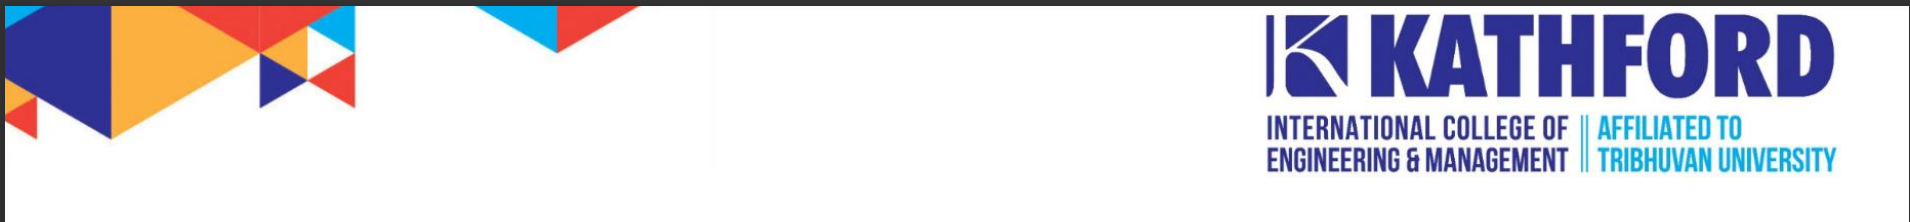 KATHFORD
INTERNATIONAL COLLEGE OF
ENGINEERING & MANAGEMENT
AFFILIATED TO
TRIBHUVAN UNIVERSITY